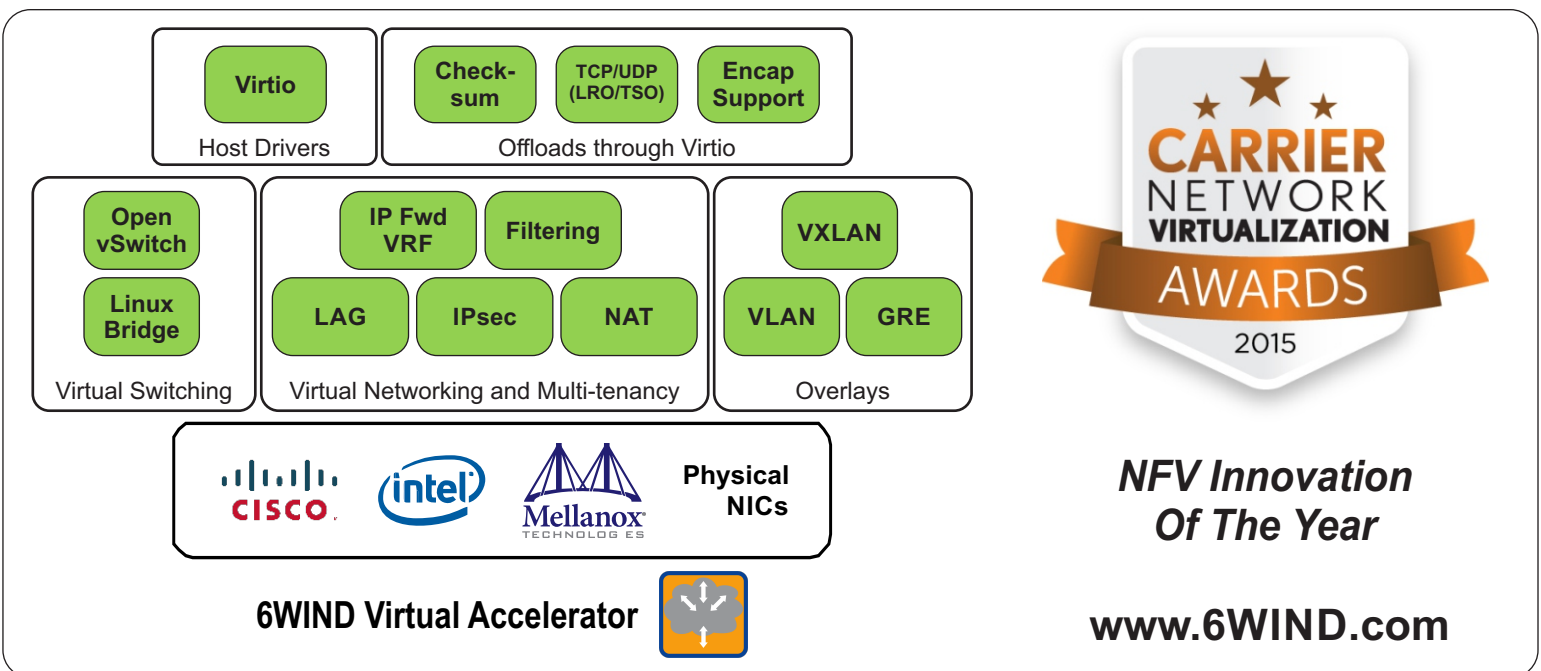 Virtio
Host Drivers
Check-
sum
TCP/UDP
(LRO/TSO)
Encap
Support
Offloads through Virtio
Open
vSwitch
Linux
Bridge
Virtual Switching
IP Fwd
VRF
Filtering
LAG
IPsec
NAT
Virtual Networking and Multi-tenancy
VXLAN
VLAN
GRE
Overlays
CISCO.
intel
Mellanox
TECHNOLOG ES
Physical
NICs
6WIND Virtual Accelerator
CARRIER
NETWORK
VIRTUALIZATION
AWARDS
2015
NFV Innovation
Of The Year
www.6WIND.com